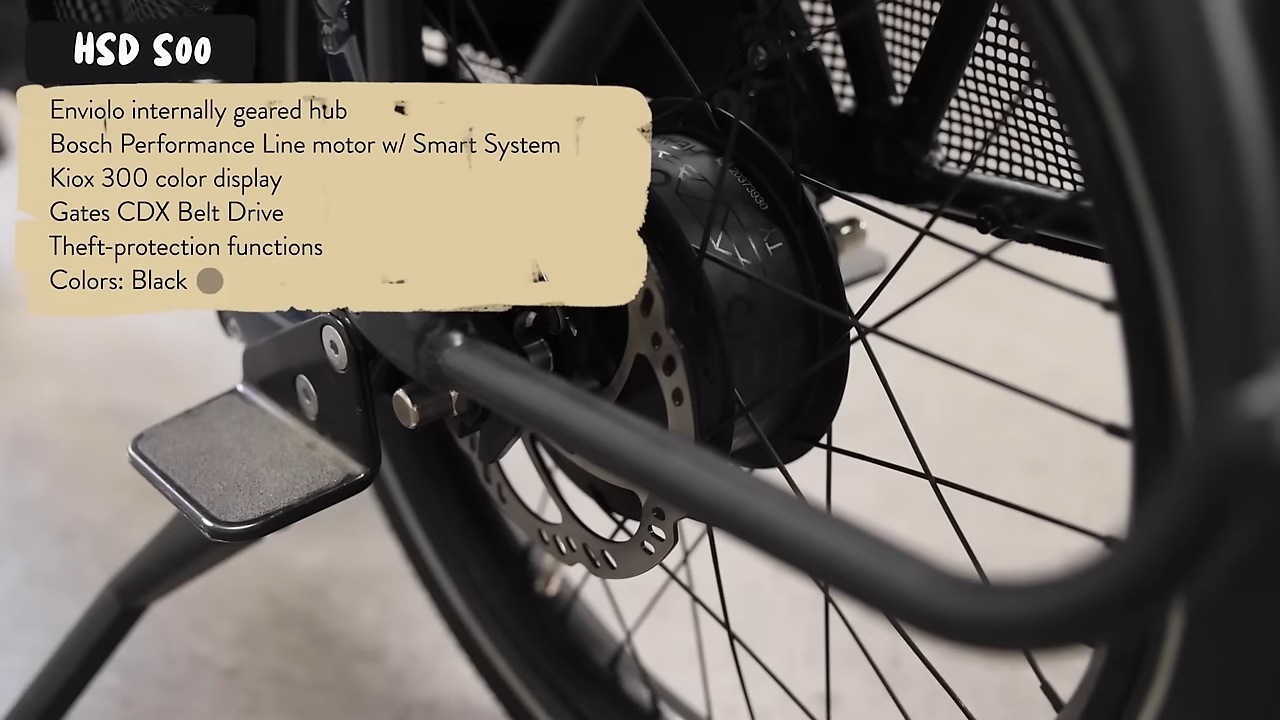 HSD S00
Enviolo internally geared hub
Bosch Performance Line motor w/ Smart System
Kiox 300 color display
Gates CDX Belt Drive
Theft-protection functions
Colors: Black